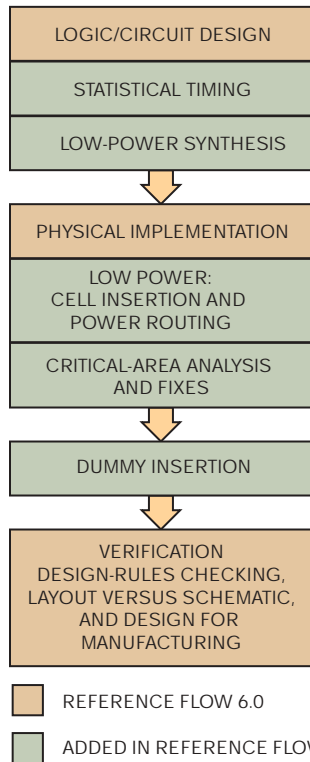 LOGIC/CIRCUIT DESIGN
STATISTICAL TIMING
LOW-POWER SYNTHESIS
PHYSICAL IMPLEMENTATION
LOW POWER:
CELL INSERTION AND
POWER ROUTING
CRITICAL-AREA ANALYSIS
AND FIXES
DUMMY INSERTION
VERIFICATION
DESIGN-RULES CHECKING,
LAYOUT VERSUS SCHEMATIC,
AND DESIGN FOR
MANUFACTURING
REFERENCE FLOW 6.0
ADDED IN REFERENCE FLOW